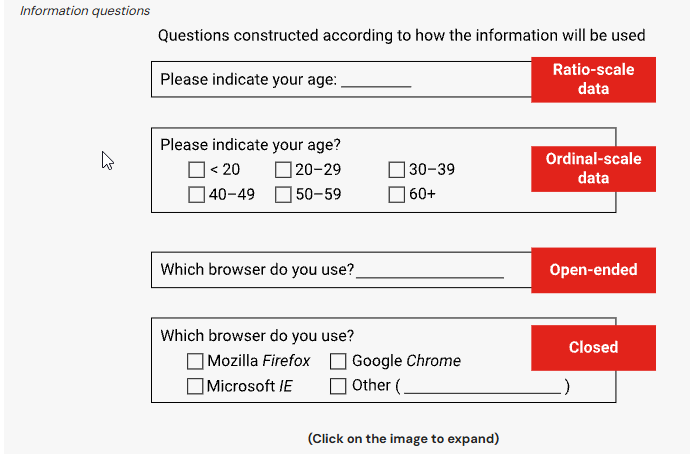 Information questions
Questions constructed according to how the information will be used
Please indicate your age: ___________
Ratio-scale
data
Please indicate your age?
< 20 20–29 30–39
40–49 50–59 60+
Ordinal-scale
data
Which browser do you use?______________________
Open-ended
Which browser do you use?
Mozilla Firefox Google Chrome
Microsoft IE Other (________________________)
Closed
(Click on the image to expand)